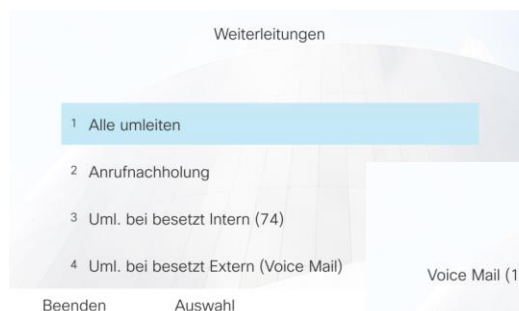 Weiterleitungen
1 Alle umleiten
2 Anrufnachholung
3 Uml. bei besetzt Intern (74)
4 Uml. bei besetzt Extern (Voice Mail)
Voice Mail (1
Beenden Auswahl